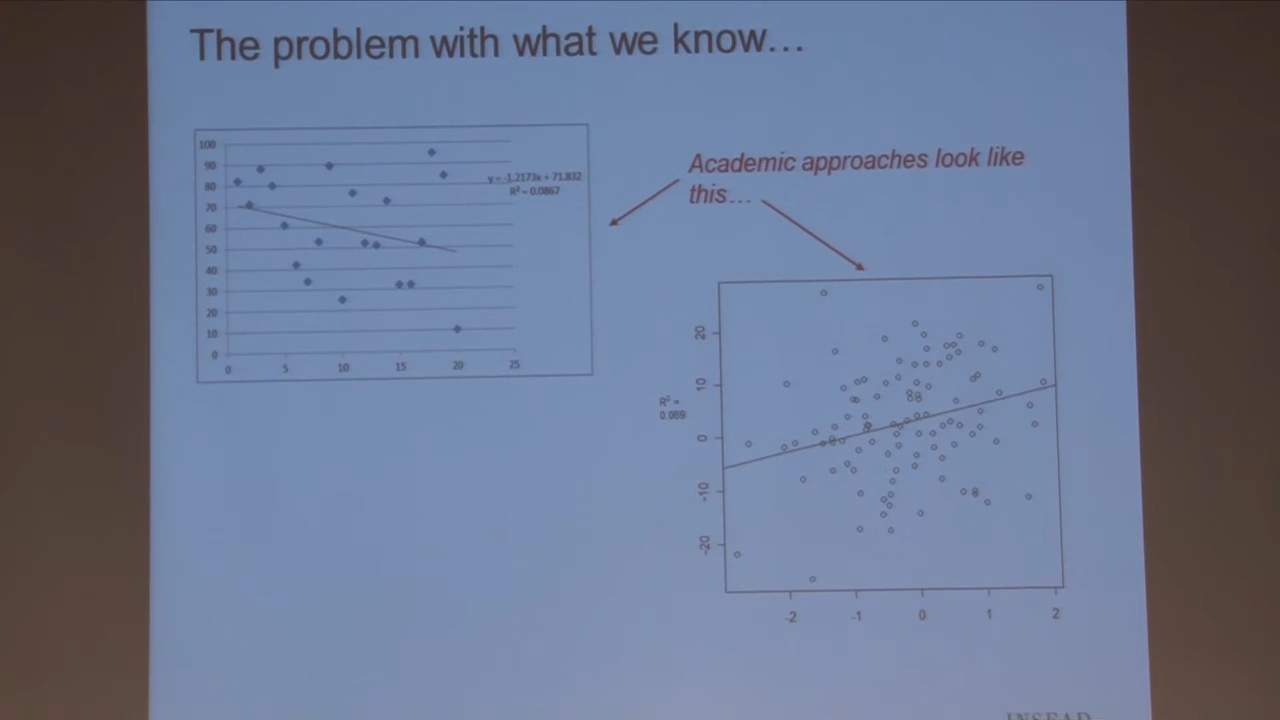 The problem with what we know...
100
90
80
70
60
50
40
30
20
10
0
0 5 10 15 20 25
y = -1.2173x + 71.832
R² = 0.0867
Academic approaches look like
this...
R² =
0.069
20
10
0
-10
-20
-2 -1 0 1 2
INSEAD